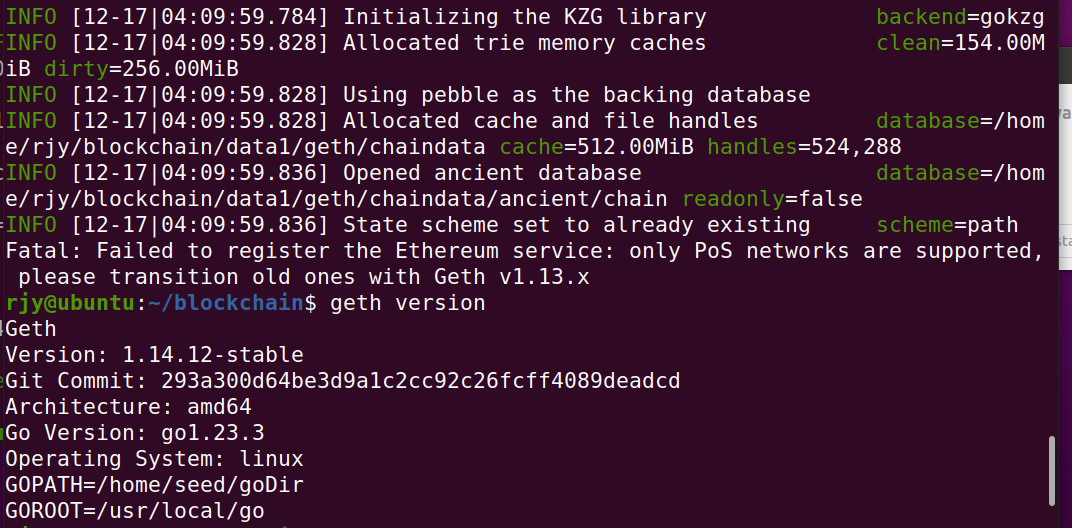 INFO [12-17|04:09:59.784] Initializing the KZG library backend=gokzg
INFO [12-17|04:09:59.828] Allocated trie memory caches clean=154.00M
iB dirty=256.00MiB
INFO [12-17|04:09:59.828] Using pebble as the backing database
INFO [12-17|04:09:59.828] Allocated cache and file handles database=/hom
e/rjy/blockchain/data1/geth/chaindata cache=512.00MiB handles=524,288
INFO [12-17|04:09:59.836] Opened ancient database database=/hom
e/rjy/blockchain/data1/geth/chaindata/ancient/chain readonly=false
INFO [12-17|04:09:59.836] State scheme set to already existing scheme=path
Fatal: Failed to register the Ethereum service: only PoS networks are supported,
 please transition old ones with Geth v1.13.x
rjy@ubuntu:~/blockchain$ geth version
Geth
Version: 1.14.12-stable
Git Commit: 293a300d64be3d9a1c2cc92c26fcff4089deadcd
Architecture: amd64
Go Version: go1.23.3
Operating System: linux
GOPATH=/home/seed/goDir
GOROOT=/usr/local/go